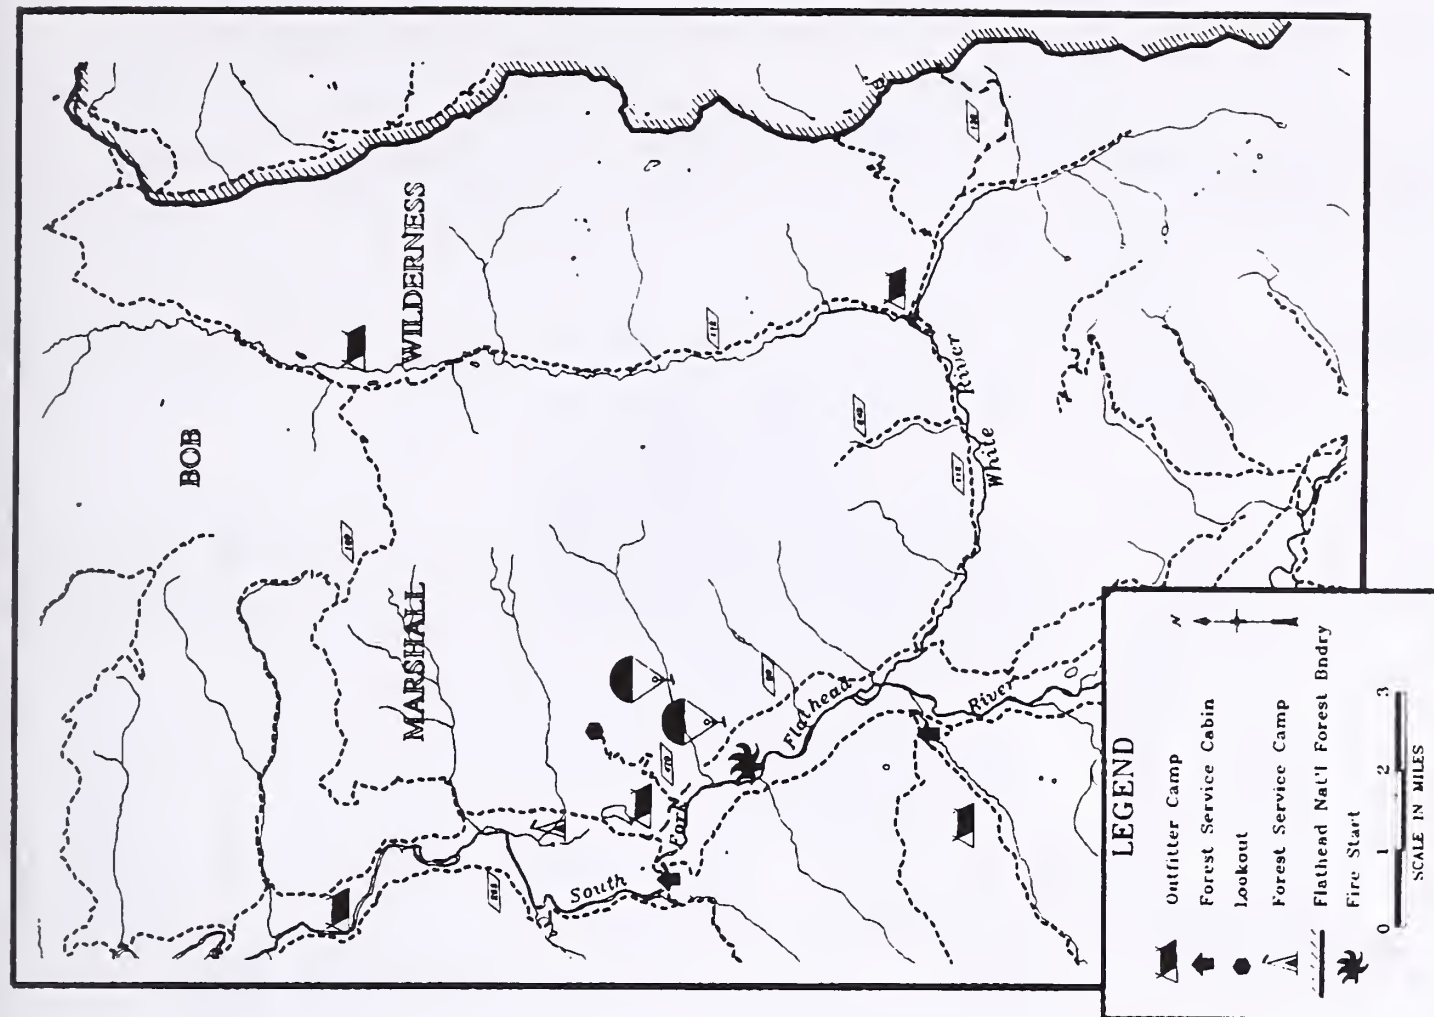 BOB
MARSHALL
WILDERNESS
South
Fork
Flathead
River
White
River
LEGEND
N
Outfitter Camp
Forest Service Cabin
Lookout
Forest Service Camp
Flathead Nat'l Forest Bndry
Fire Start
0 1 2 3
SCALE IN MILES